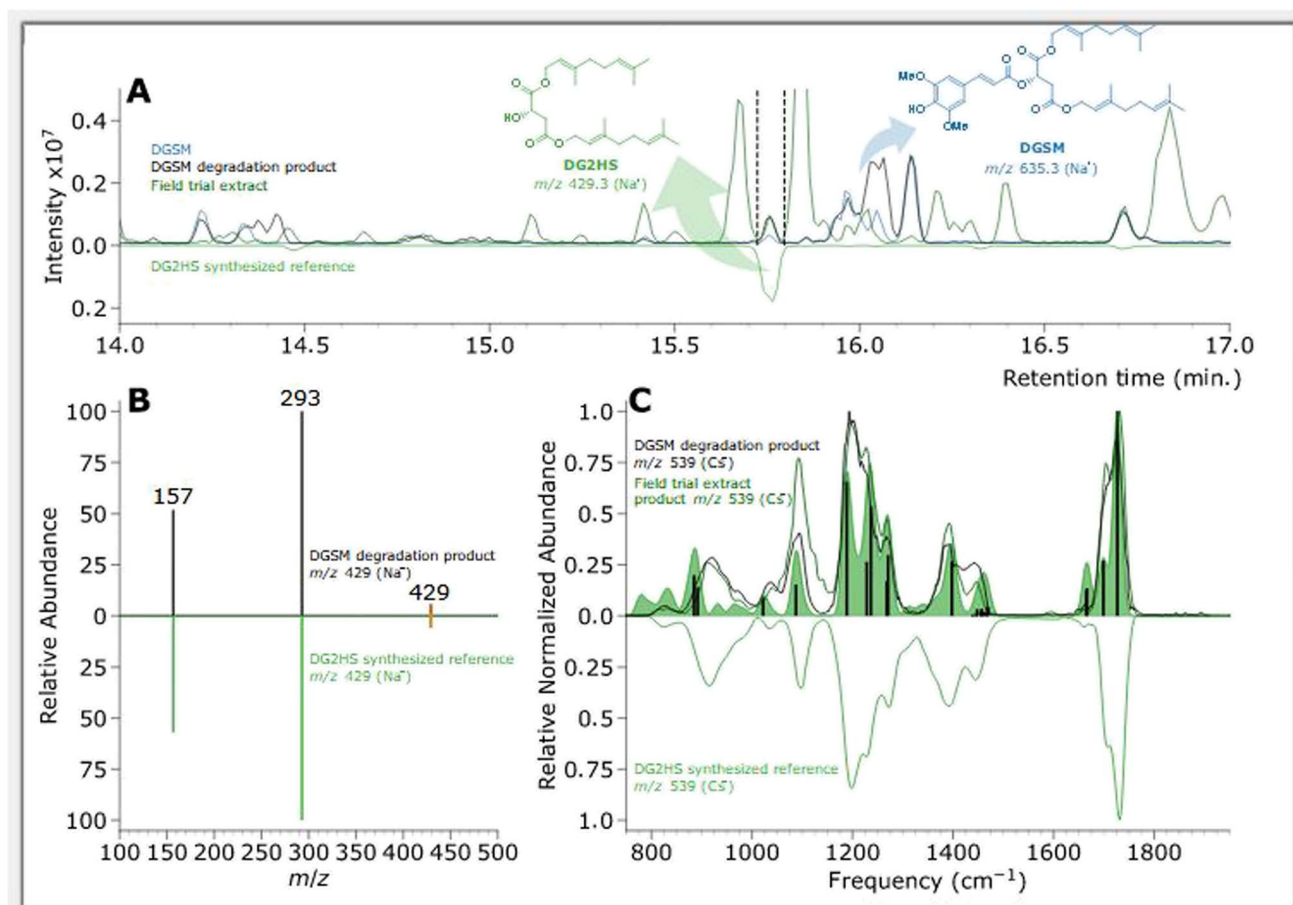 A
Intensity x10⁷
0.4
0.2
0.0
0.2
DGSM
DGSM degradation product
Field trial extract
DG2HS synthesized reference
O
O
HO
O
O
DG2HS
m/z 429.3 (Na⁺)
MeO
HO
OMe
O
O
O
O
O
O
DGSM
m/z 635.3 (Na⁺)
14.0 14.5 15.0 15.5 16.0 16.5 17.0
Retention time (min.)
B
Relative Abundance
100
75
50
25
0
25
50
75
100
293
157
429
DGSM degradation product
m/z 429 (Na⁺)
DG2HS synthesized reference
m/z 429 (Na⁺)
100 150 200 250 300 350 400 450 500
m/z
C
Relative Normalized Abundance
1.0
0.75
0.5
0.25
0.0
0.25
0.5
0.75
1.0
DGSM degradation product
m/z 539 (Cs⁺)
Field trial extract
product m/z 539 (Cs⁺)
DG2HS synthesized reference
m/z 539 (Cs⁺)
800 1000 1200 1400 1600 1800
Frequency (cm⁻¹)